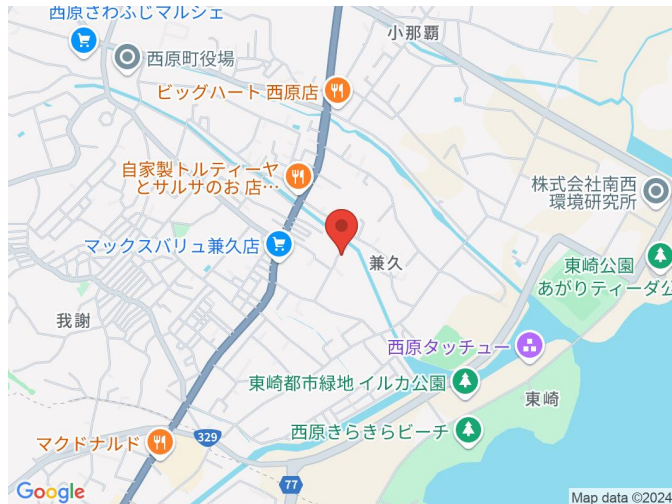 西原さわふじマルシェ
小那覇
西原町役場
ビッグハート 西原店
自家製トルティーヤ
とサルサのお 店…
株式会社南西
環境研究所
マックスバリュ兼久店
兼久
東崎公園
あがりティーダ公
我謝
西原タッチュー
東崎都市緑地 イルカ公園
東崎
西原きらきらビーチ
マクドナルド
329
77
Google
Map data ©2024